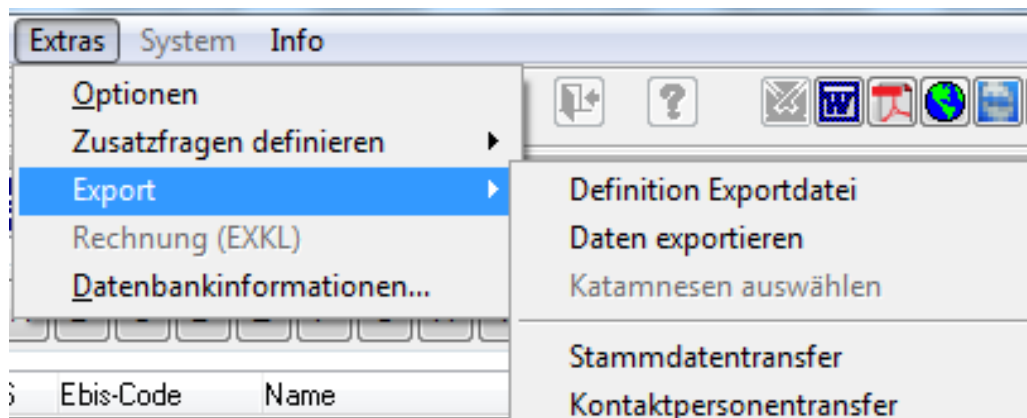 Extras System Info
Optionen
Zusatzfragen definieren
Export
Rechnung (EXKL)
Datenbankinformationen...
Definition Exportdatei
Daten exportieren
Katamnesen auswählen
Stammdatentransfer
Kontaktpersonentransfer
Ebis-Code Name